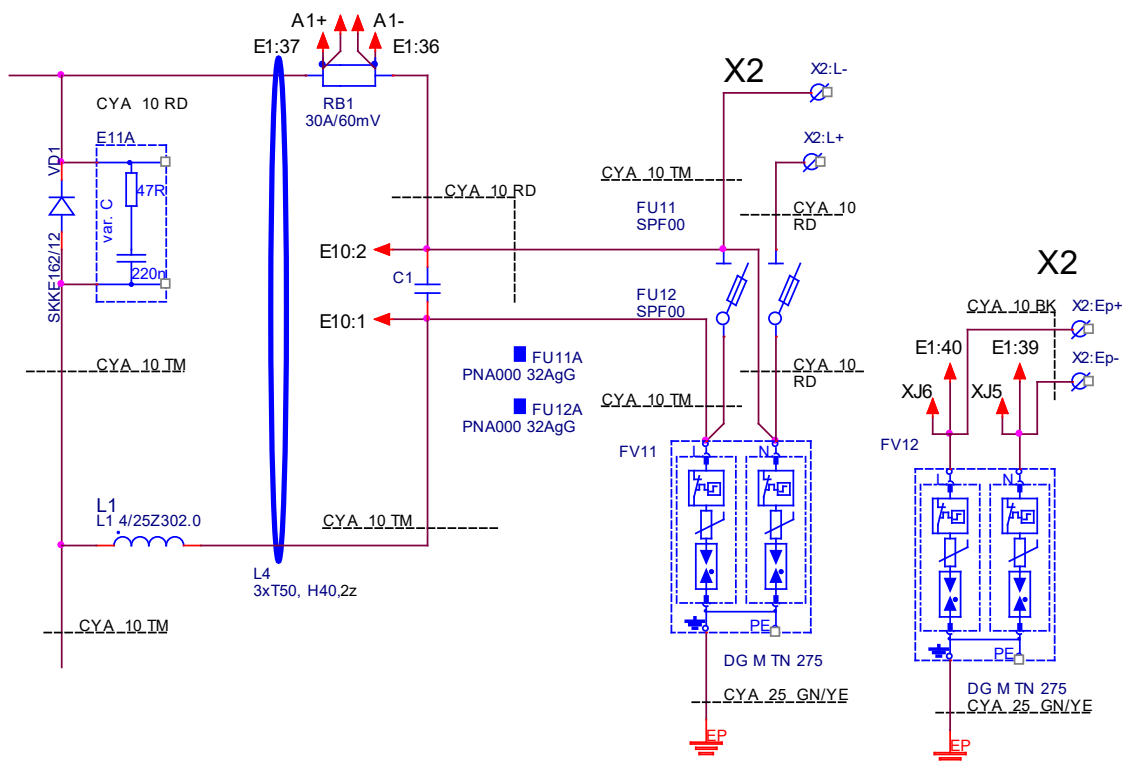 A1+ A1-
E1:37 E1:36
X2
X2:L-
CYA 10 RD
RB1
30A/60mV
E11A
VD1
47R
var. C
220n
SKKE162/12
X2:L+
CYA 10 TM
CYA 10 RD
FU11
SPF00
CYA 10
RD
E10:2
C1
X2
FU12
SPF00
E10:1
CYA 10 BK
X2:Ep+
E1:40 E1:39
X2:Ep-
FU11A
PNA000 32AgG
CYA 10 TM
CYA 10
RD
XJ6 XJ5
FU12A
PNA000 32AgG
CYA 10 TM
FV11
L N
FV12
L N
L1
L1 4/25Z302.0
CYA 10 TM
L4
3xT50, H40,2z
CYA 10 TM
PE
PE
DG M TN 275
DG M TN 275
CYA 25 GN/YE
CYA 25 GN/YE
EP
EP